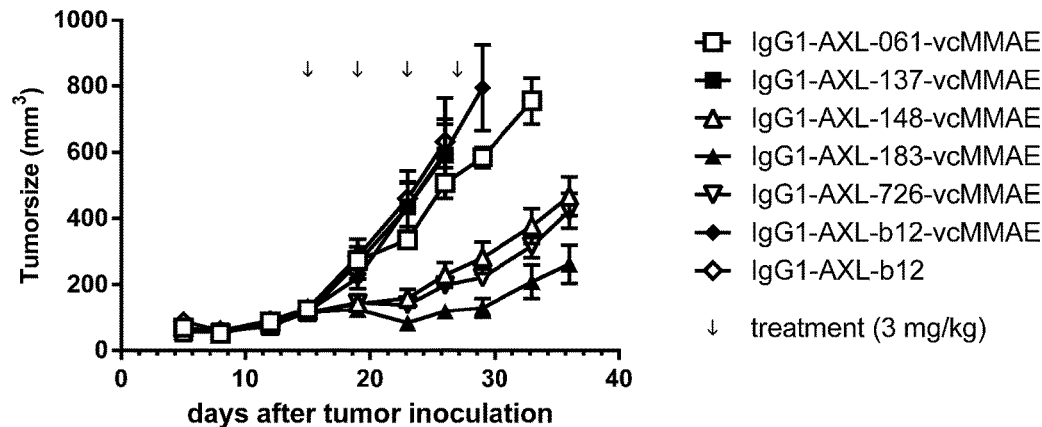 1000
800
600
400
200
0
Tumorsize (mm³)
0 10 20 30 40
days after tumor inoculation
IgG1-AXL-061-vcMMAE
IgG1-AXL-137-vcMMAE
IgG1-AXL-148-vcMMAE
IgG1-AXL-183-vcMMAE
IgG1-AXL-726-vcMMAE
IgG1-AXL-b12-vcMMAE
IgG1-AXL-b12
↓ treatment (3 mg/kg)